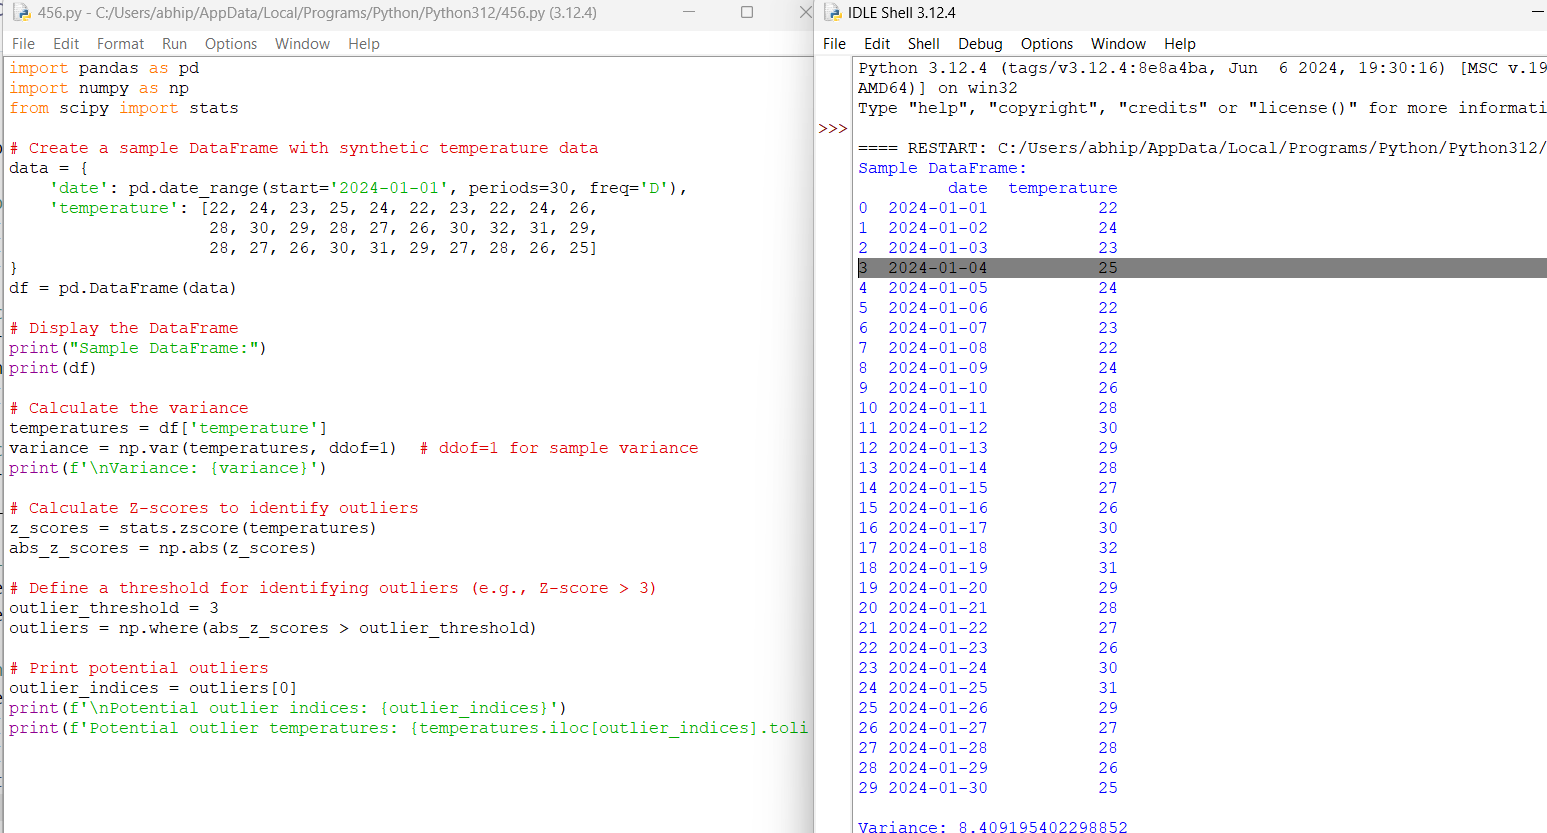 456.py - C:/Users/abhip/AppData/Local/Programs/Python/Python312/456.py (3.12.4)
File Edit Format Run Options Window Help
import pandas as pd
import numpy as np
from scipy import stats
# Create a sample DataFrame with synthetic temperature data
data = {
    'date': pd.date_range(start='2024-01-01', periods=30, freq='D'),
    'temperature': [22, 24, 23, 25, 24, 22, 23, 22, 24, 26,
                    28, 30, 29, 28, 27, 26, 30, 32, 31, 29,
                    28, 27, 26, 30, 31, 29, 27, 28, 26, 25]
}
df = pd.DataFrame(data)
# Display the DataFrame
print("Sample DataFrame:")
print(df)
# Calculate the variance
temperatures = df['temperature']
variance = np.var(temperatures, ddof=1)  # ddof=1 for sample variance
print(f'\nVariance: {variance}')
# Calculate Z-scores to identify outliers
z_scores = stats.zscore(temperatures)
abs_z_scores = np.abs(z_scores)
# Define a threshold for identifying outliers (e.g., Z-score > 3)
outlier_threshold = 3
outliers = np.where(abs_z_scores > outlier_threshold)
# Print potential outliers
outlier_indices = outliers[0]
print(f'\nPotential outlier indices: {outlier_indices}')
print(f'Potential outlier temperatures: {temperatures.iloc[outlier_indices].toli
IDLE Shell 3.12.4
File Edit Shell Debug Options Window Help
Python 3.12.4 (tags/v3.12.4:8e8a4ba, Jun  6 2024, 19:30:16) [MSC v.19
AMD64)] on win32
Type "help", "copyright", "credits" or "license()" for more informati
>>>
==== RESTART: C:/Users/abhip/AppData/Local/Programs/Python/Python312/
Sample DataFrame:
         date  temperature
0  2024-01-01           22
1  2024-01-02           24
2  2024-01-03           23
3  2024-01-04           25
4  2024-01-05           24
5  2024-01-06           22
6  2024-01-07           23
7  2024-01-08           22
8  2024-01-09           24
9  2024-01-10           26
10 2024-01-11           28
11 2024-01-12           30
12 2024-01-13           29
13 2024-01-14           28
14 2024-01-15           27
15 2024-01-16           26
16 2024-01-17           30
17 2024-01-18           32
18 2024-01-19           31
19 2024-01-20           29
20 2024-01-21           28
21 2024-01-22           27
22 2024-01-23           26
23 2024-01-24           30
24 2024-01-25           31
25 2024-01-26           29
26 2024-01-27           27
27 2024-01-28           28
28 2024-01-29           26
29 2024-01-30           25
Variance: 8.409195402298852